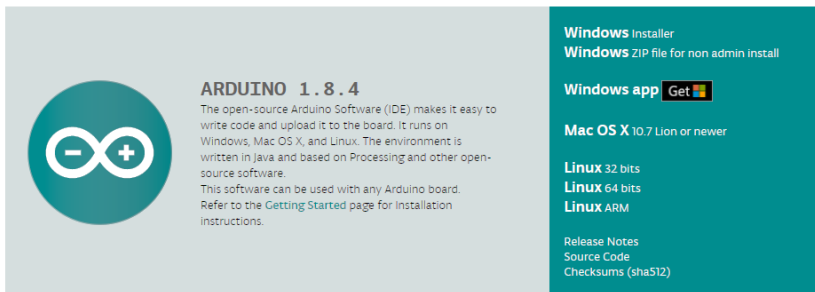 ARDUINO 1.8.4
The open-source Arduino Software (IDE) makes it easy to
write code and upload it to the board. It runs on
Windows, Mac OS X, and Linux. The environment is
written in Java and based on Processing and other open-
source software.
This software can be used with any Arduino board.
Refer to the Getting Started page for Installation
instructions.
Windows Installer
Windows ZIP file for non admin install
Windows app Get
Mac OS X 10.7 Lion or newer
Linux 32 bits
Linux 64 bits
Linux ARM
Release Notes
Source Code
Checksums (sha512)